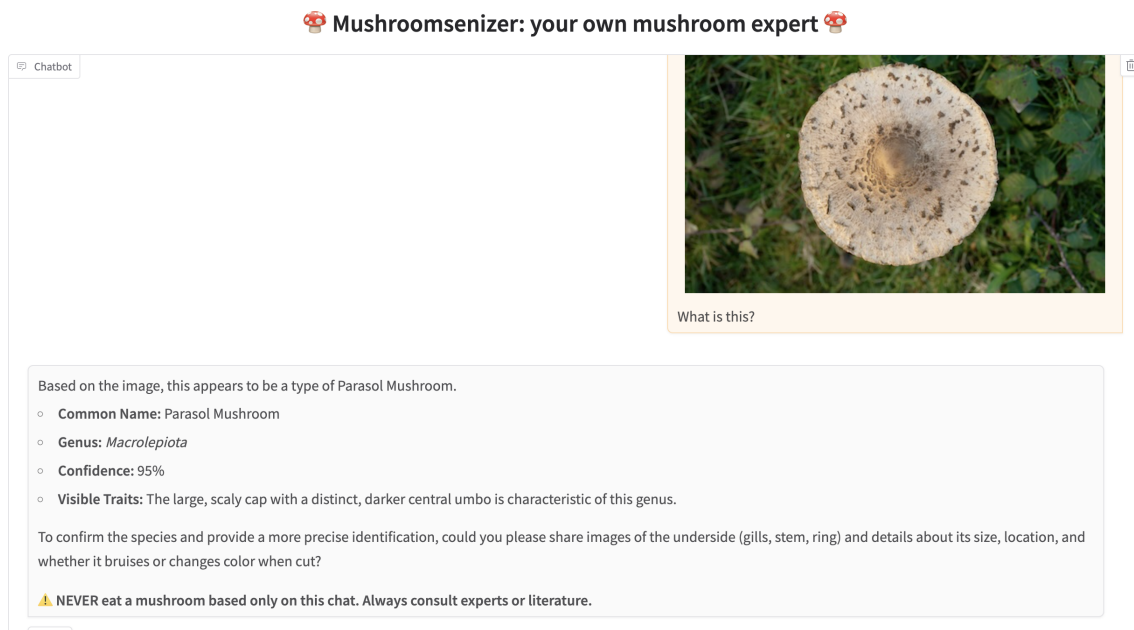 🍄 Mushroomsenizer: your own mushroom expert 🍄
Chatbot
What is this?
Based on the image, this appears to be a type of Parasol Mushroom.
Common Name: Parasol Mushroom
Genus: Macrolepiota
Confidence: 95%
Visible Traits: The large, scaly cap with a distinct, darker central umbo is characteristic of this genus.
To confirm the species and provide a more precise identification, could you please share images of the underside (gills, stem, ring) and details about its size, location, and
whether it bruises or changes color when cut?
⚠️ NEVER eat a mushroom based only on this chat. Always consult experts or literature.